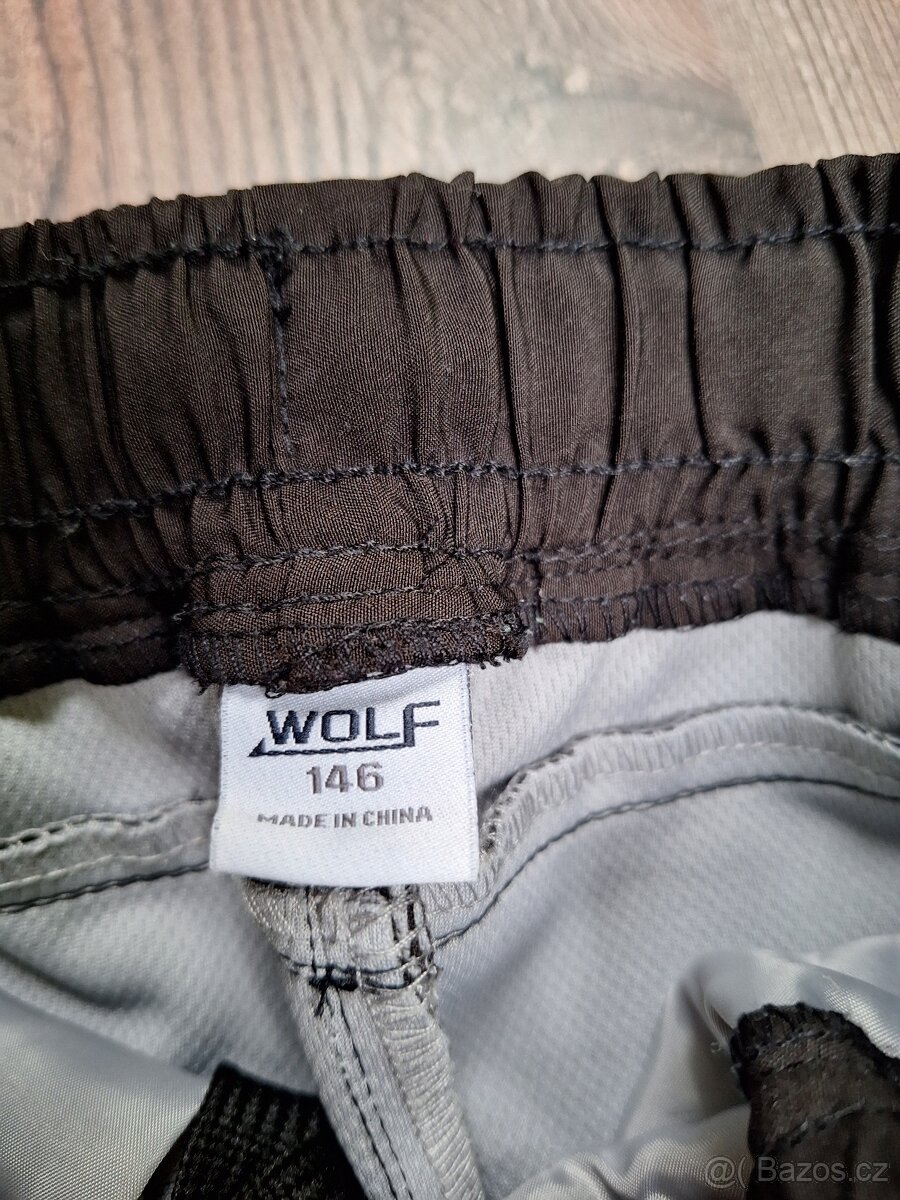 WOLF
146
MADE IN CHINA
@( Bazos.cz